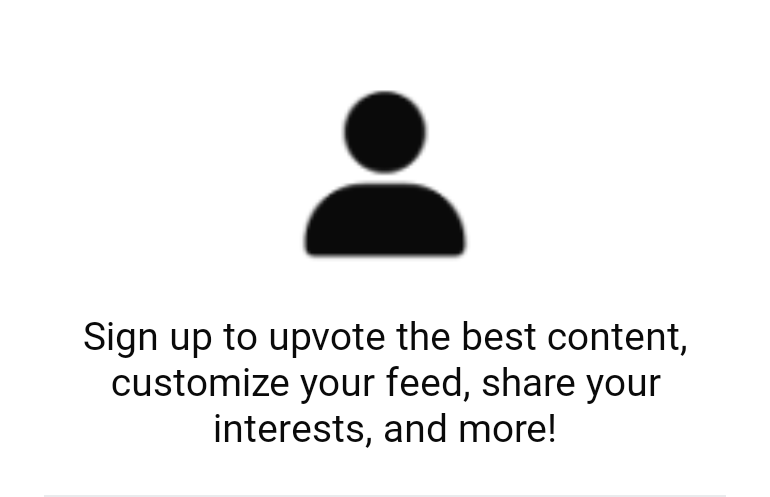 Sign up to upvote the best content,
customize your feed, share your
interests, and more!